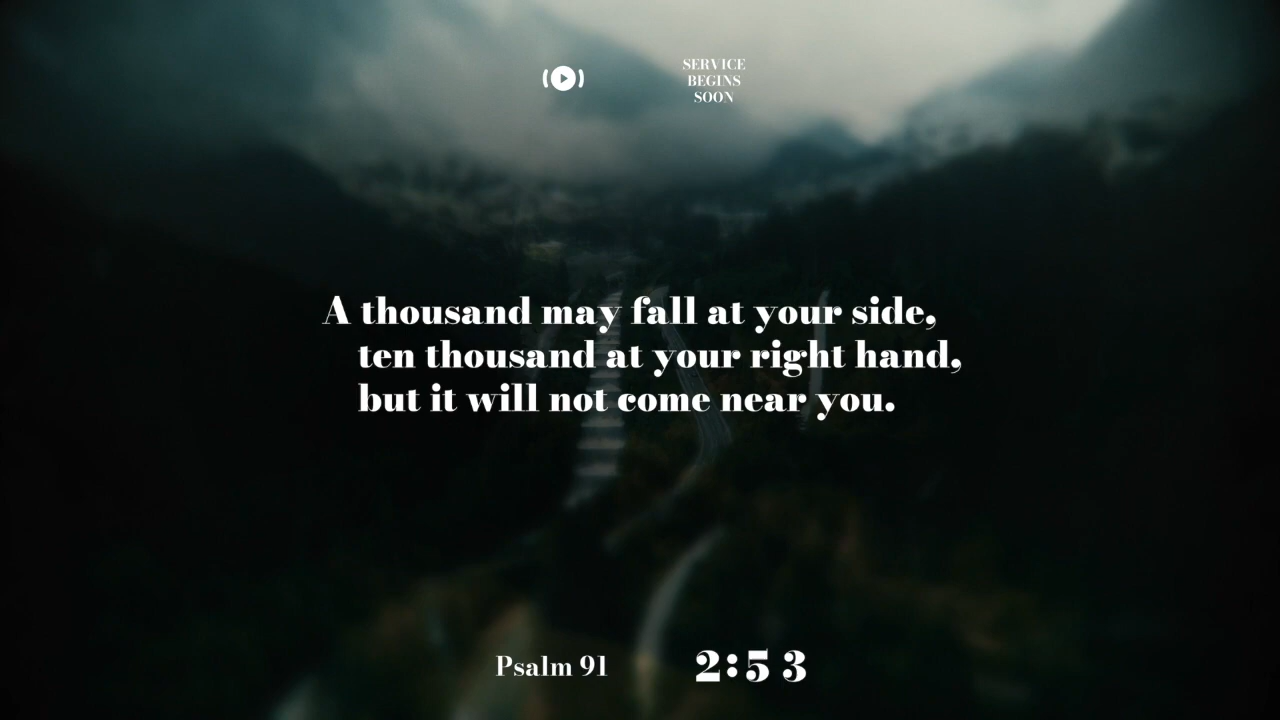 SERVICE
BEGINS
SOON
A thousand may fall at your side,
ten thousand at your right hand,
but it will not come near you.
Psalm 91
2:53